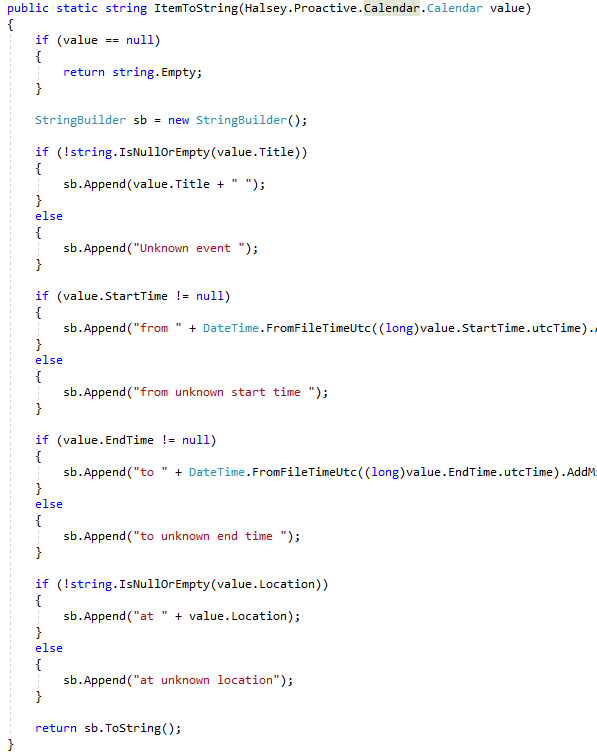 public static string ItemToString(Halsey.Proactive.Calendar.Calendar value)
{
    if (value == null)
    {
        return string.Empty;
    }

    StringBuilder sb = new StringBuilder();

    if (!string.IsNullOrEmpty(value.Title))
    {
        sb.Append(value.Title + " ");
    }
    else
    {
        sb.Append("Unknown event ");
    }

    if (value.StartTime != null)
    {
        sb.Append("from " + DateTime.FromFileTimeUtc((long)value.StartTime.utcTime).
    }
    else
    {
        sb.Append("from unknown start time ");
    }

    if (value.EndTime != null)
    {
        sb.Append("to " + DateTime.FromFileTimeUtc((long)value.EndTime.utcTime).AddMi
    }
    else
    {
        sb.Append("to unknown end time ");
    }

    if (!string.IsNullOrEmpty(value.Location))
    {
        sb.Append("at " + value.Location);
    }
    else
    {
        sb.Append("at unknown location");
    }

    return sb.ToString();
}